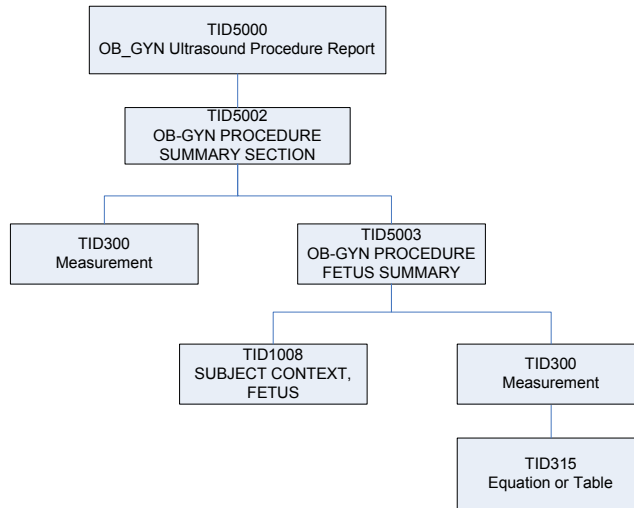 TID5000
OB_GYN Ultrasound Procedure Report
TID5002
OB-GYN PROCEDURE
SUMMARY SECTION
TID300
Measurement
TID5003
OB-GYN PROCEDURE
FETUS SUMMARY
TID1008
SUBJECT CONTEXT,
FETUS
TID300
Measurement
TID315
Equation or Table